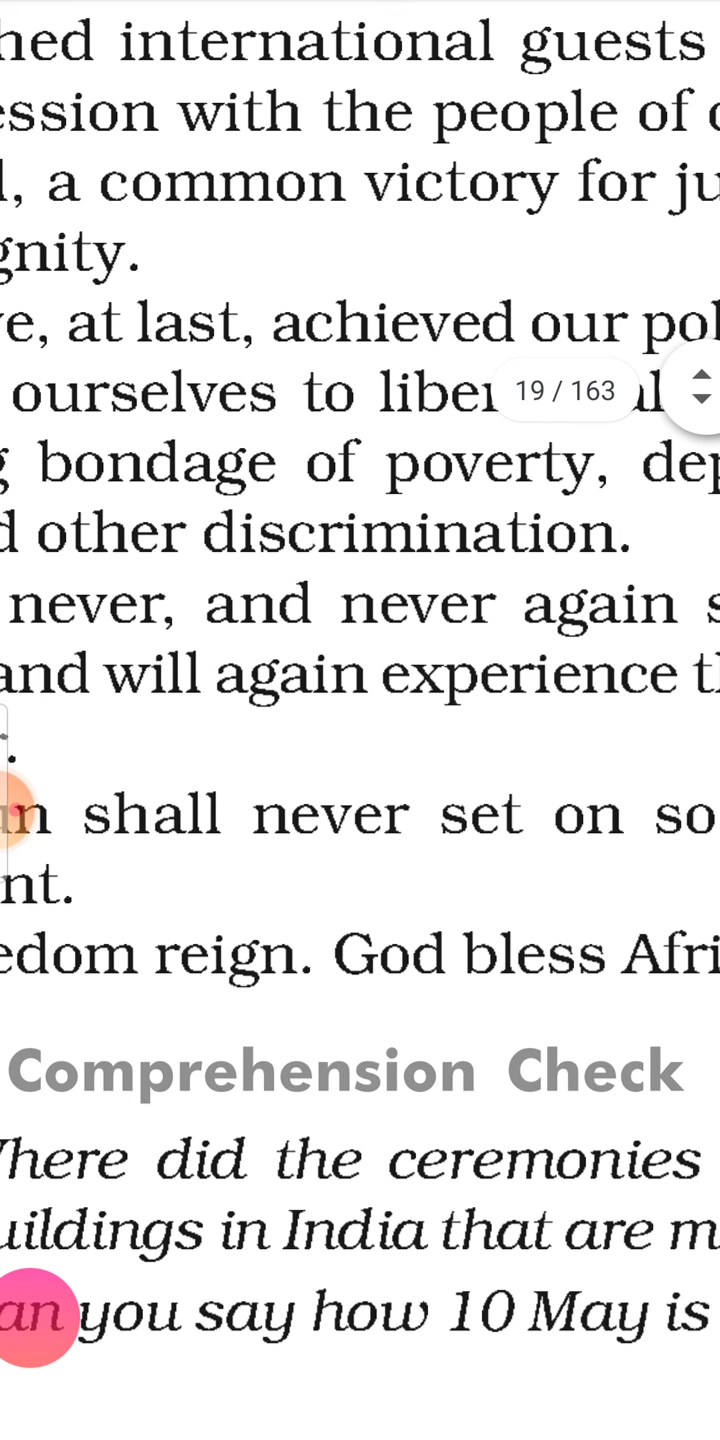 hed international guests
ession with the people of
l, a common victory for ju
gnity.
e, at last, achieved our pol
ourselves to liber
19 / 163
bondage of poverty, dep
d other discrimination.
never, and never again s
and will again experience t
.
n shall never set on so
nt.
edom reign. God bless Afri
Comprehension Check
here did the ceremonies
uildings in India that are m
an you say how 10 May is